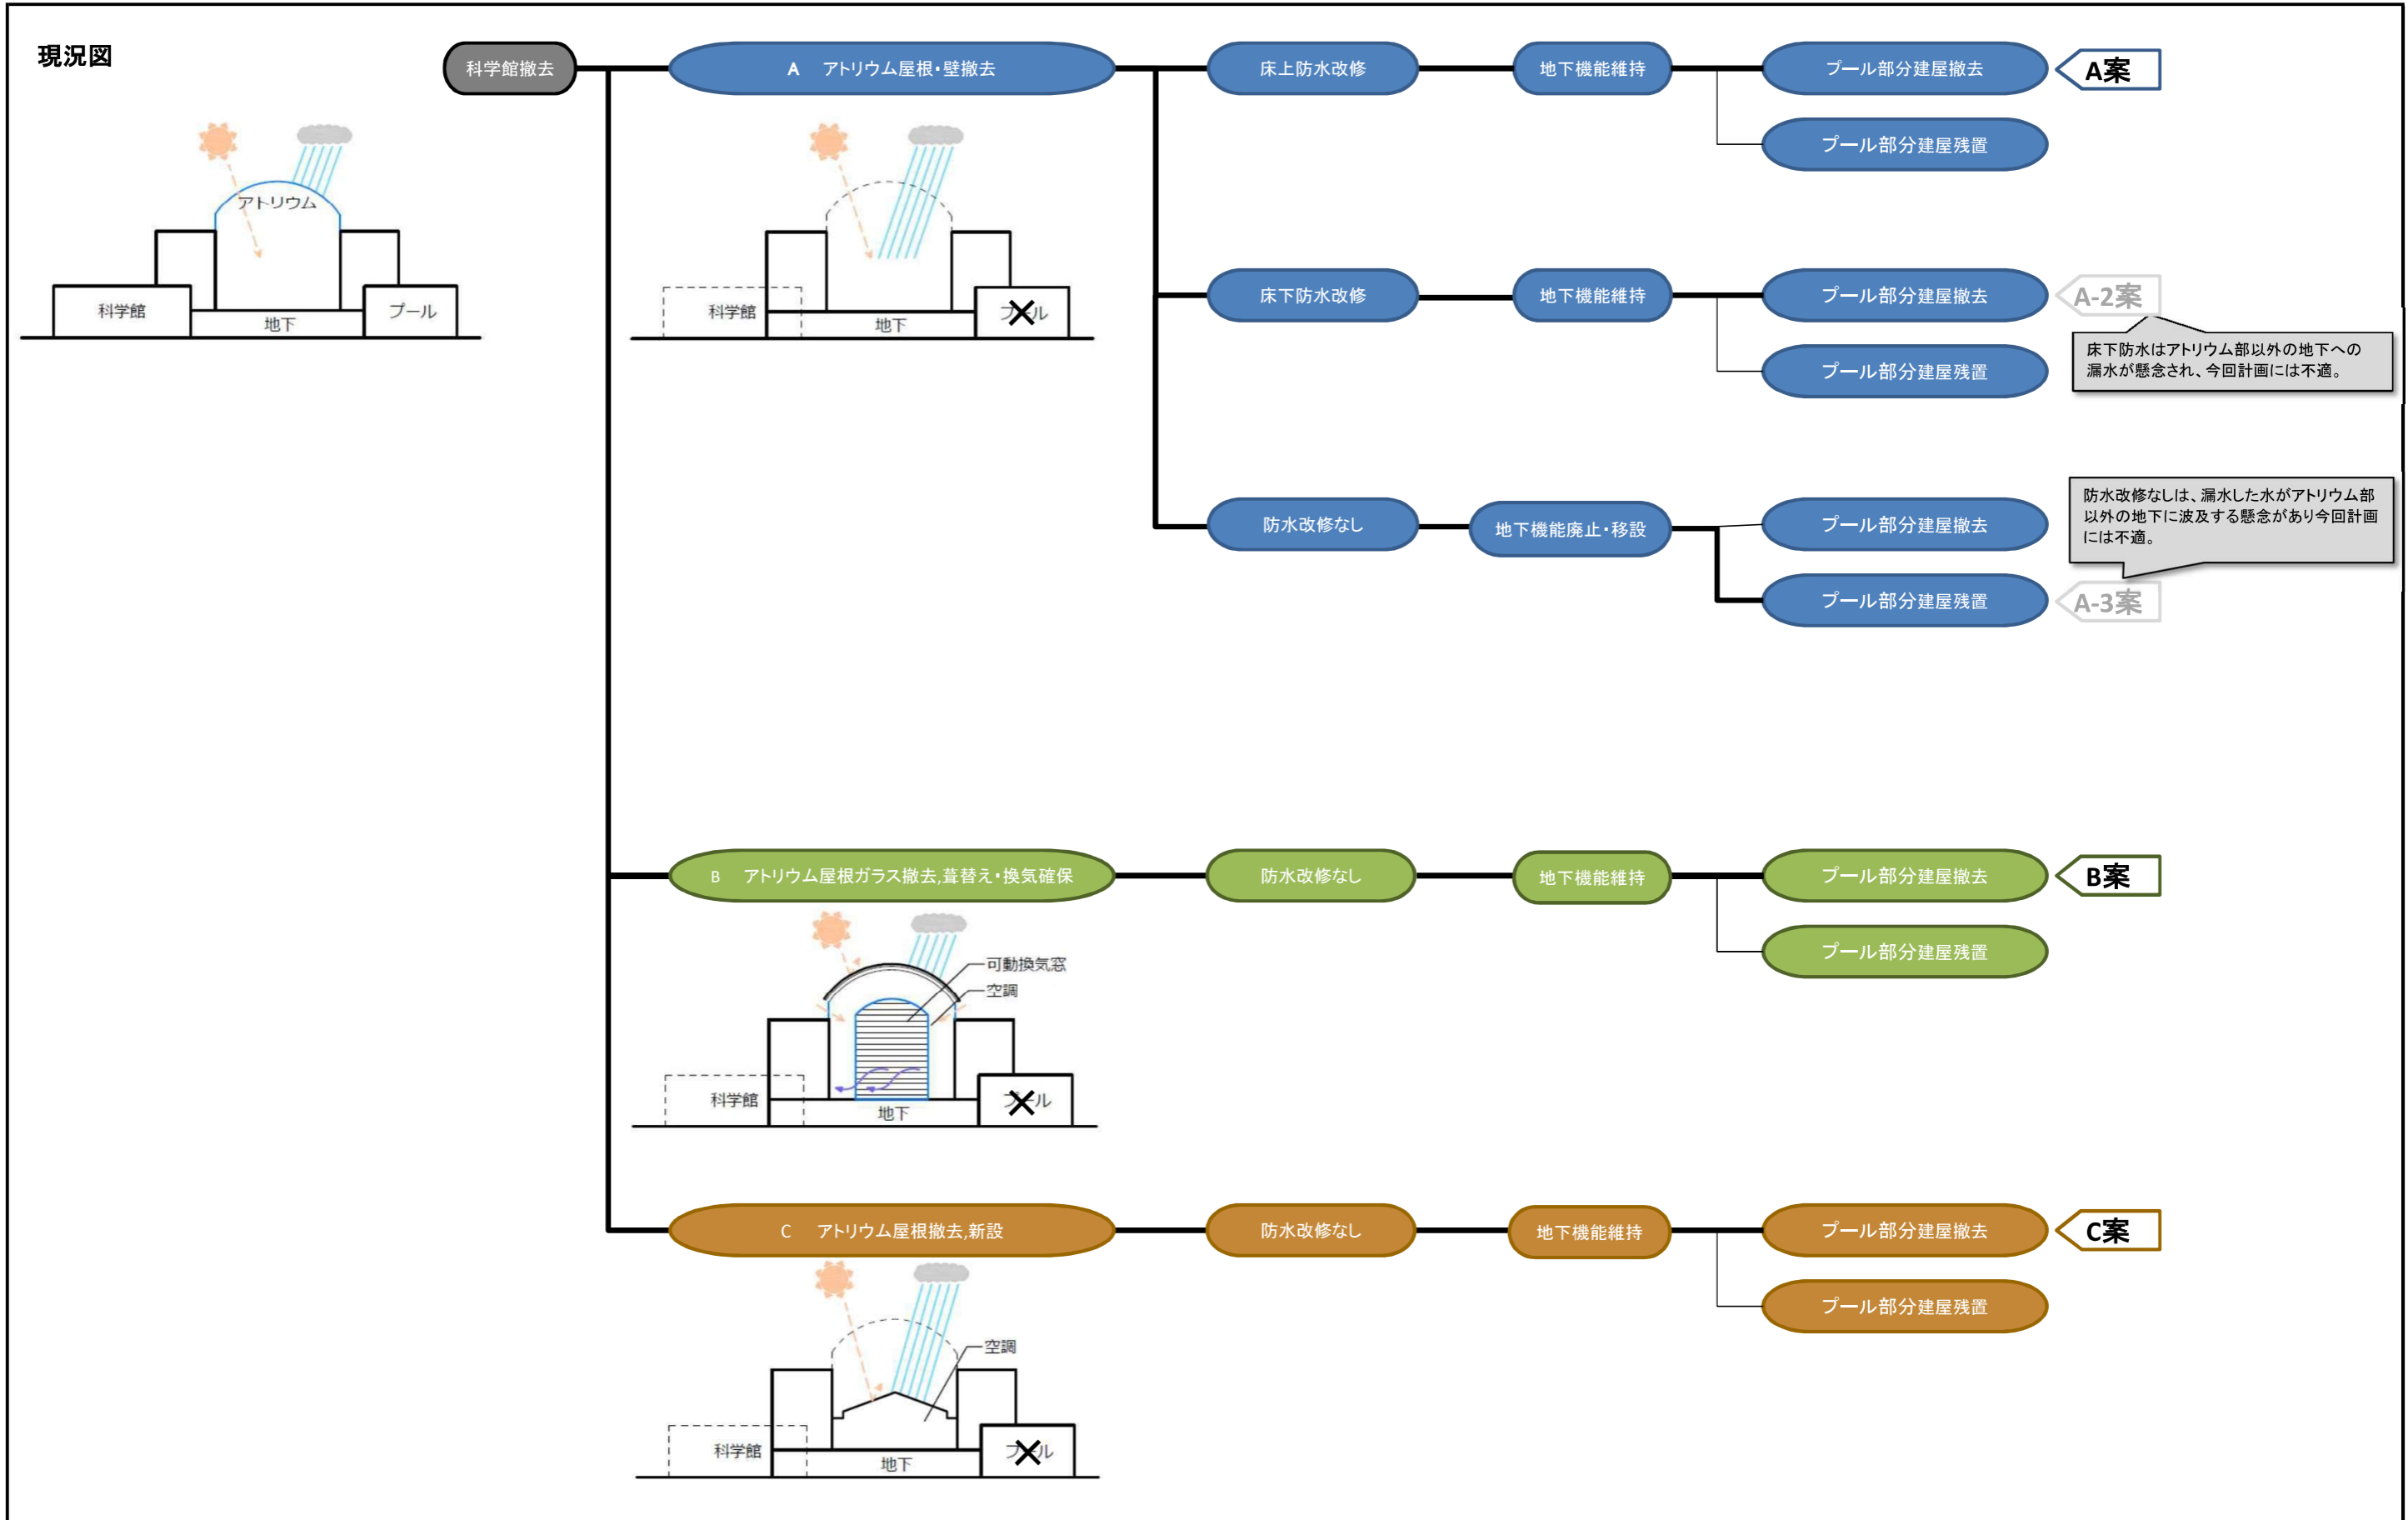 現況図
科学館撤去
A アトリウム屋根・壁撤去
床上防水改修
地下機能維持
プール部分建屋撤去
A案
プール部分建屋残置
アトリウム
科学館
地下
プール
科学館
地下
プール
床下防水改修
地下機能維持
プール部分建屋撤去
A-2案
床下防水はアトリウム部以外の地下への
漏水が懸念され、今回計画には不適。
プール部分建屋残置
防水改修なし
地下機能廃止・移設
プール部分建屋撤去
防水改修なしは、漏水した水がアトリウム部
以外の地下に波及する懸念があり今回計画
には不適。
プール部分建屋残置
A-3案
B アトリウム屋根ガラス撤去,葺替え・換気確保
防水改修なし
地下機能維持
プール部分建屋撤去
B案
プール部分建屋残置
可動換気窓
空調
科学館
地下
プール
C アトリウム屋根撤去,新設
防水改修なし
地下機能維持
プール部分建屋撤去
C案
プール部分建屋残置
空調
科学館
地下
プール